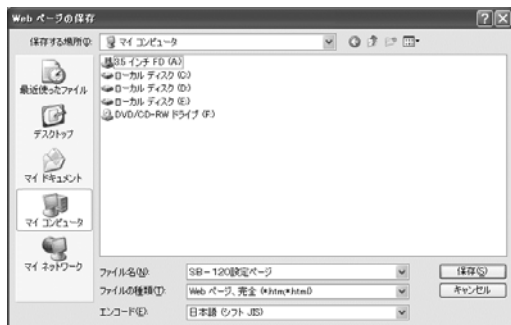 Web ページの保存
保存する場所(I):
マイ コンピュータ
最近使ったファイル
デスクトップ
マイ ドキュメント
マイ コンピュータ
マイ ネットワーク
3.5 インチ FD (A:)
ローカル ディスク (C:)
ローカル ディスク (D:)
ローカル ディスク (E:)
DVD/CD-RW ドライブ (F:)
ファイル名(N):
SB-120設定ページ
保存(S)
ファイルの種類(T):
Web ページ、完全 (*.htm;*.html)
キャンセル
エンコード(E):
日本語 (シフト JIS)